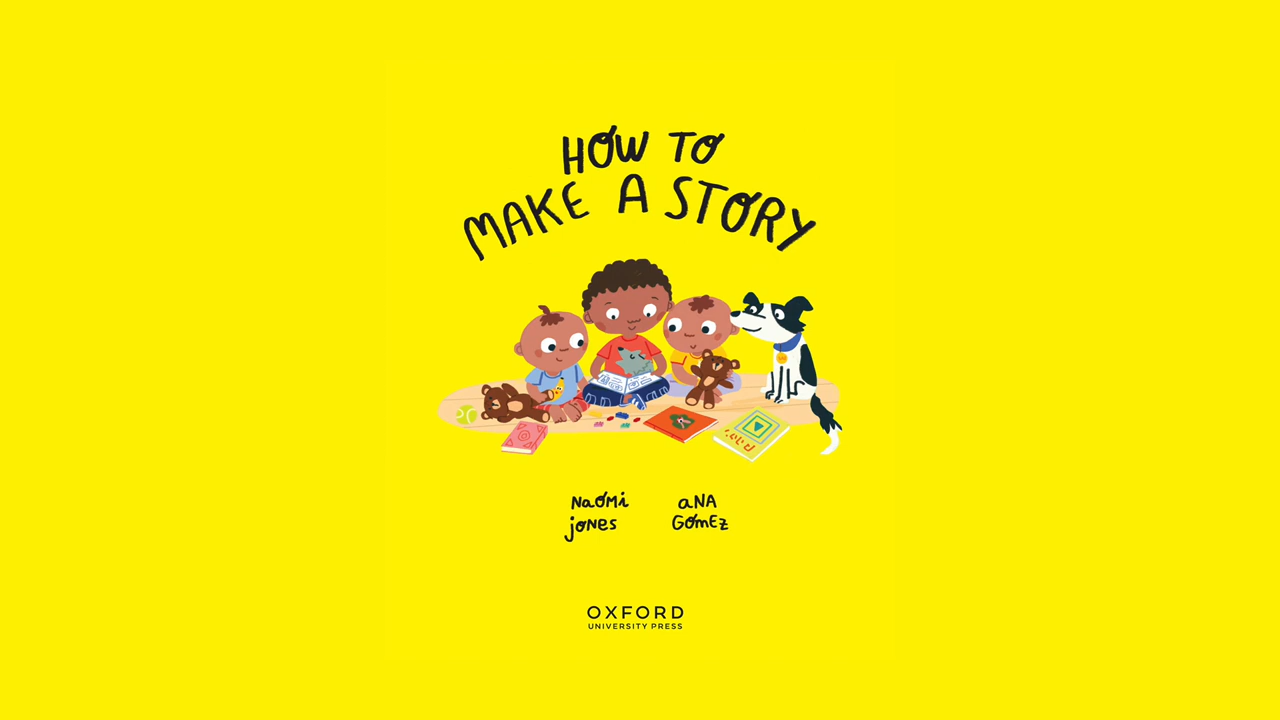 HOW TO
MAKE A STORY
NaOMi
jONes
aNA
GOmEZ
OXFORD
UNIVERSITY PRESS